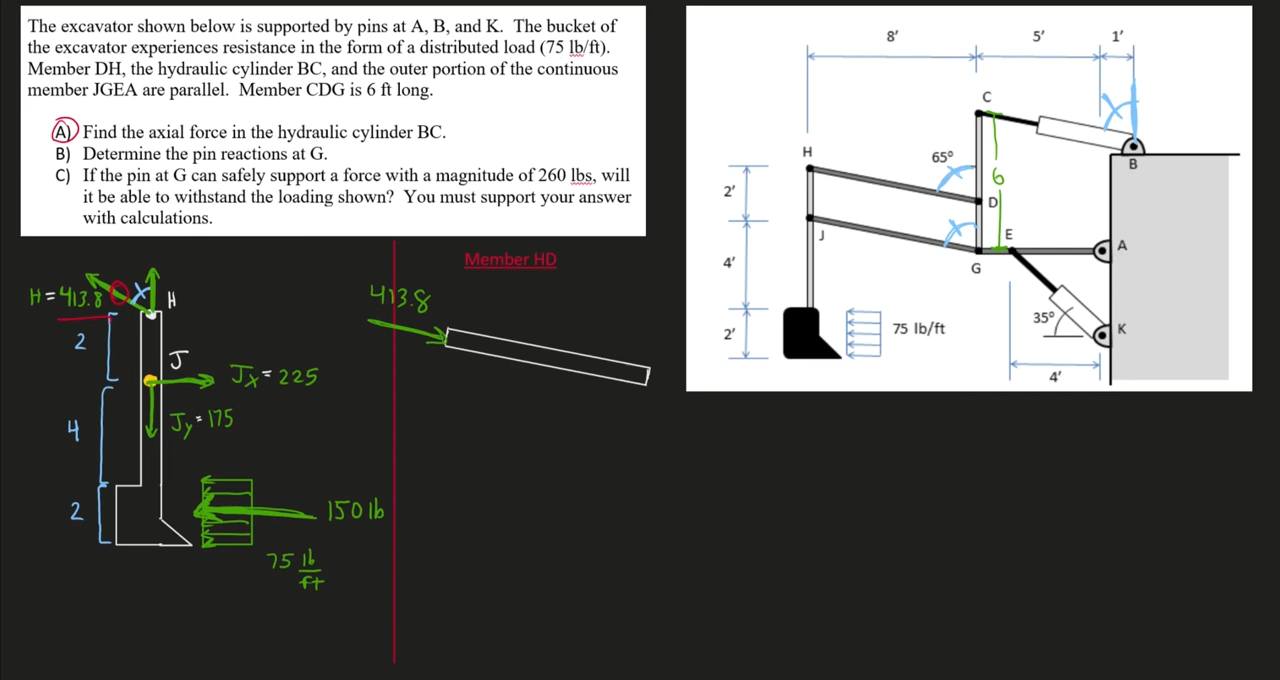 The excavator shown below is supported by pins at A, B, and K. The bucket of
the excavator experiences resistance in the form of a distributed load (75 lb/ft).
Member DH, the hydraulic cylinder BC, and the outer portion of the continuous
member JGEA are parallel. Member CDG is 6 ft long.
A) Find the axial force in the hydraulic cylinder BC.
B) Determine the pin reactions at G.
C) If the pin at G can safely support a force with a magnitude of 260 lbs, will
it be able to withstand the loading shown? You must support your answer
with calculations.
8'
5'
1'
C
H
65°
B
2'
6
D
J
E
A
4'
G
35°
K
2'
75 lb/ft
4'
Member HD
413.8
H = 413.8
H
2
J
Jx = 225
Jy = 175
4
2
150 lb
75 lb
ft